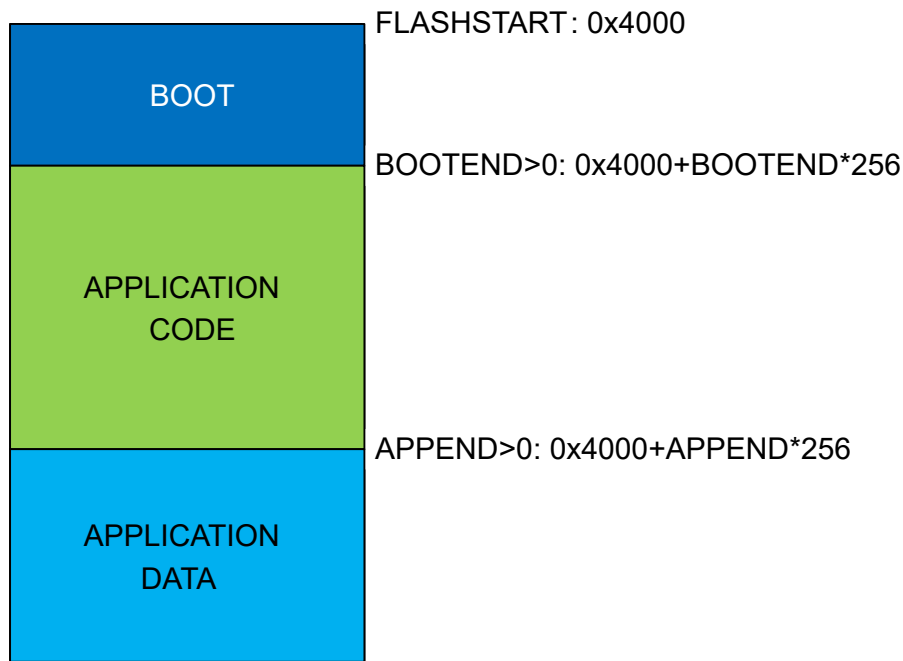 FLASHSTART: 0x4000
BOOT
BOOTEND>0: 0x4000+BOOTEND*256
APPLICATION
CODE
APPEND>0: 0x4000+APPEND*256
APPLICATION
DATA